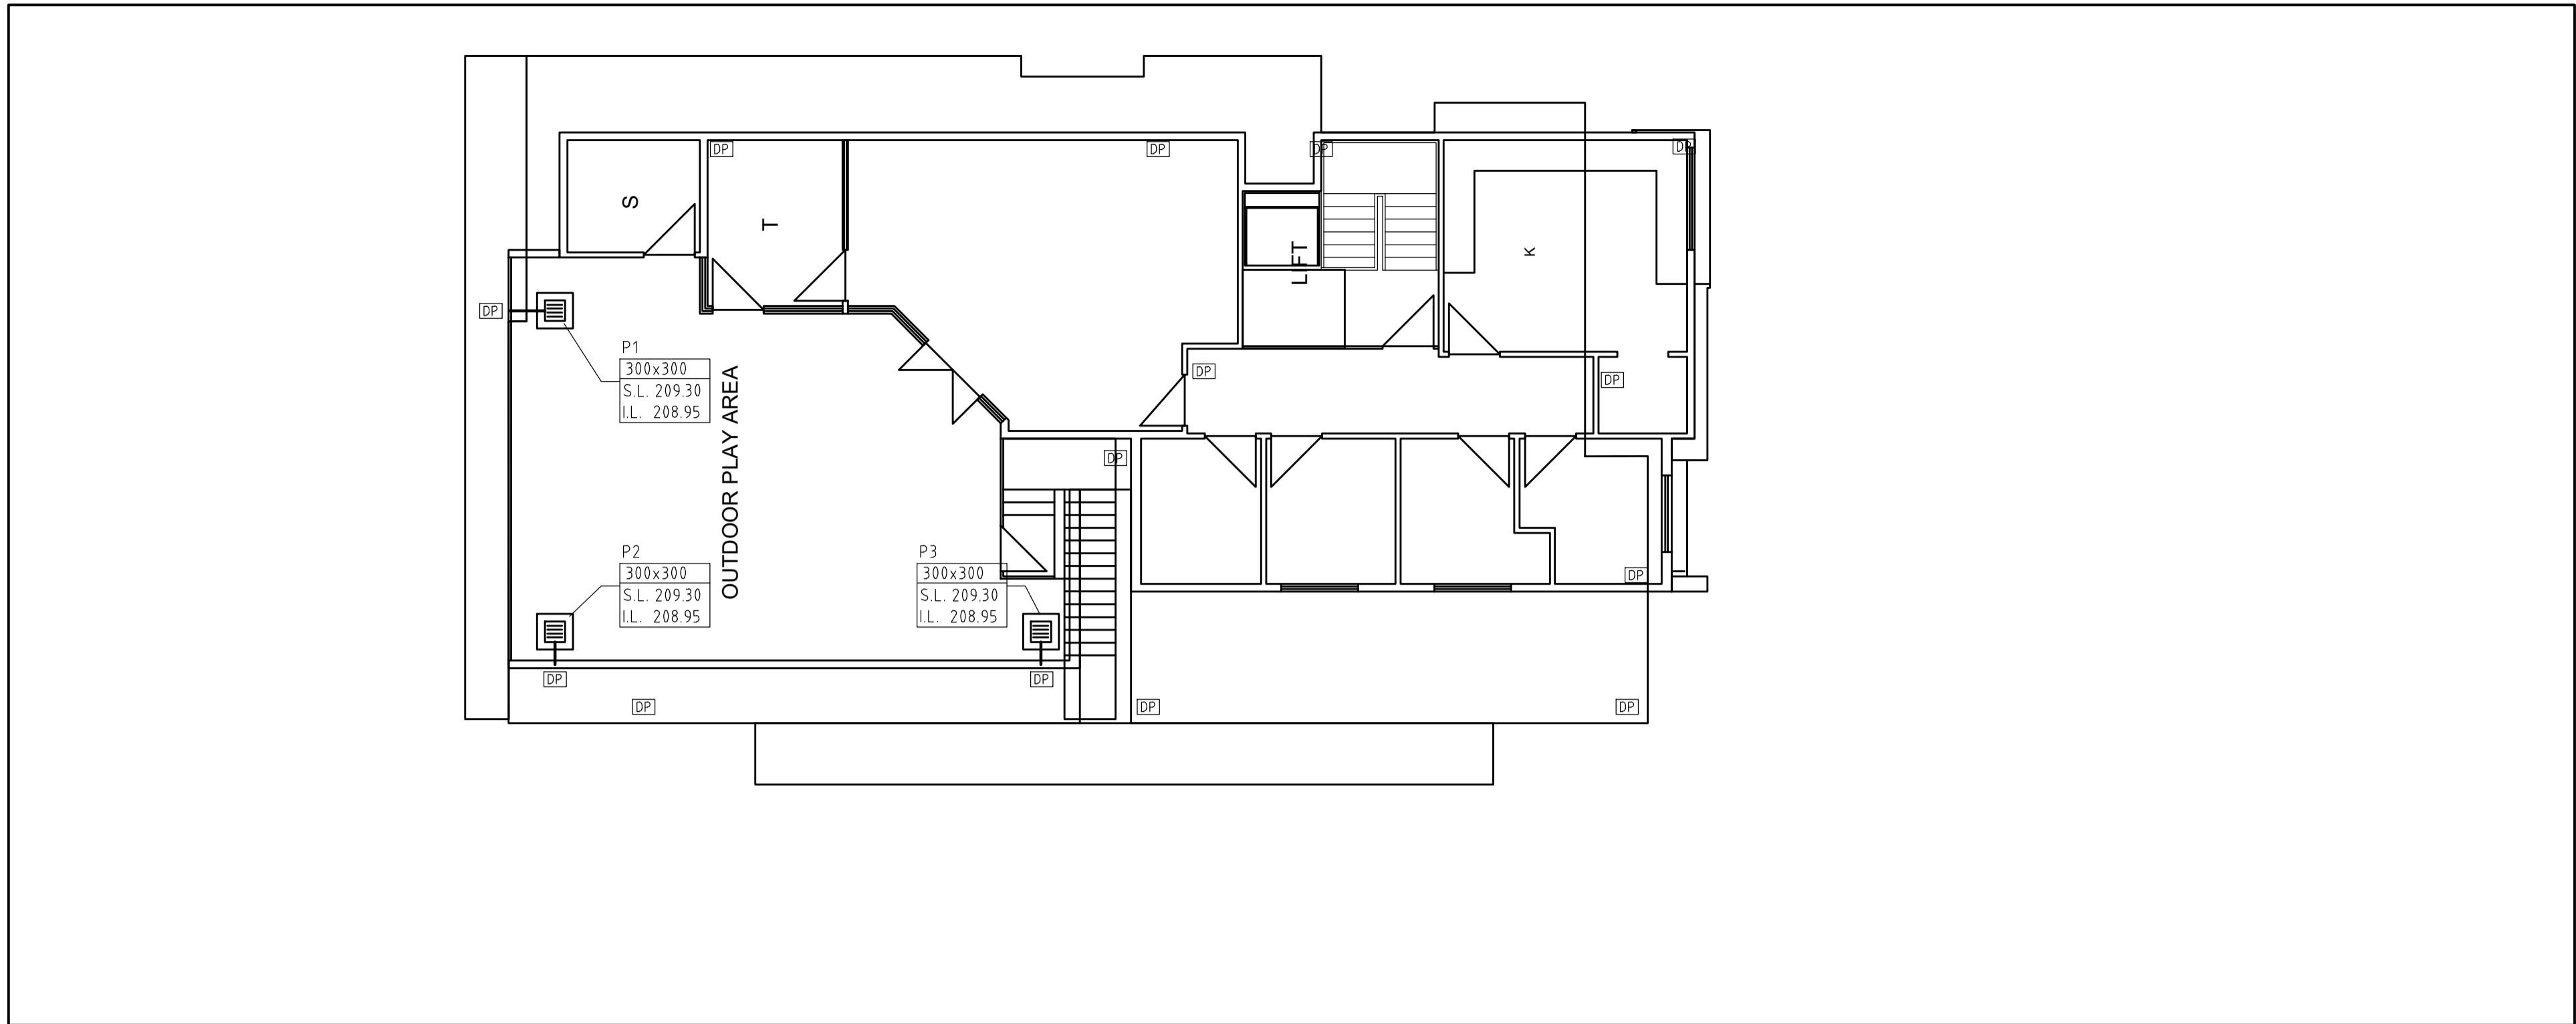 DP
DP
DP
DP
S
T
LIFT
K
DP
P1
300x300
S.L. 209.30
I.L. 208.95
OUTDOOR PLAY AREA
DP
DP
DP
P2
300x300
S.L. 209.30
I.L. 208.95
P3
300x300
S.L. 209.30
I.L. 208.95
DP
DP
DP
DP
DP
DP